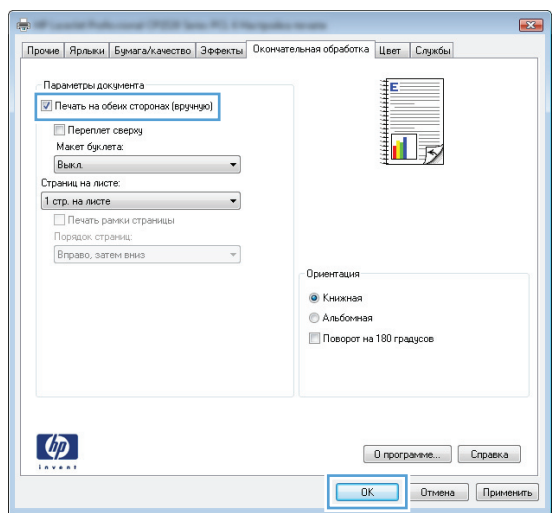 Прочие Ярлыки Бумага/качество Эффекты Окончательная обработка Цвет Службы
Параметры документа
Печать на обеих сторонах (вручную)
Переплет сверху
Макет буклета:
Выкл.
Страниц на листе:
1 стр. на листе
Печать рамки страницы
Порядок страниц:
Вправо, затем вниз
E
Ориентация
Книжная
Альбомная
Поворот на 180 градусов
hp
invent
О программе... Справка
OK Отмена Применить